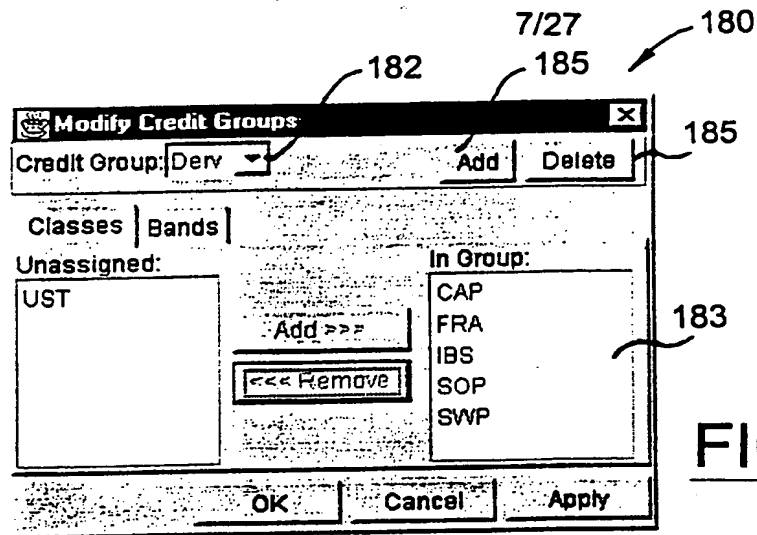 7/27
180
182
185
Modify Credit Groups
Credit Group: Derv
Add
Delete
185
Classes
Bands
Unassigned:
In Group:
UST
CAP
FRA
IBS
SOP
SWP
183
Add >>>
<<< Remove
OK
Cancel
Apply
FI